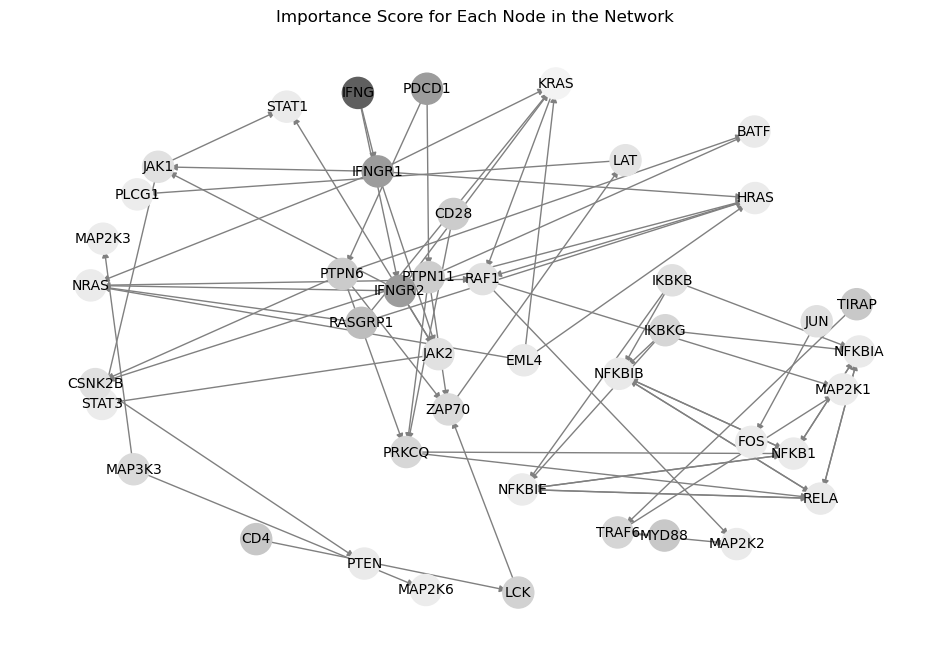 Importance Score for Each Node in the Network
KRAS
PDCD1
IFNG
STAT1
BATF
LAT
JAK1
IFNGR1
PLCG1
HRAS
CD28
MAP2K3
PTPN6
PTPN11
RAF1
IKBKB
NRAS
IFNGR2
TIRAP
RASGRP1
JUN
IKBKG
JAK2
NFKBIA
EML4
NFKBIB
CSNK2B
MAP2K1
STAT3
ZAP70
FOS
PRKCQ
NFKB1
MAP3K3
NFKBIE
RELA
TRAF6
MYD88
CD4
MAP2K2
PTEN
MAP2K6
LCK